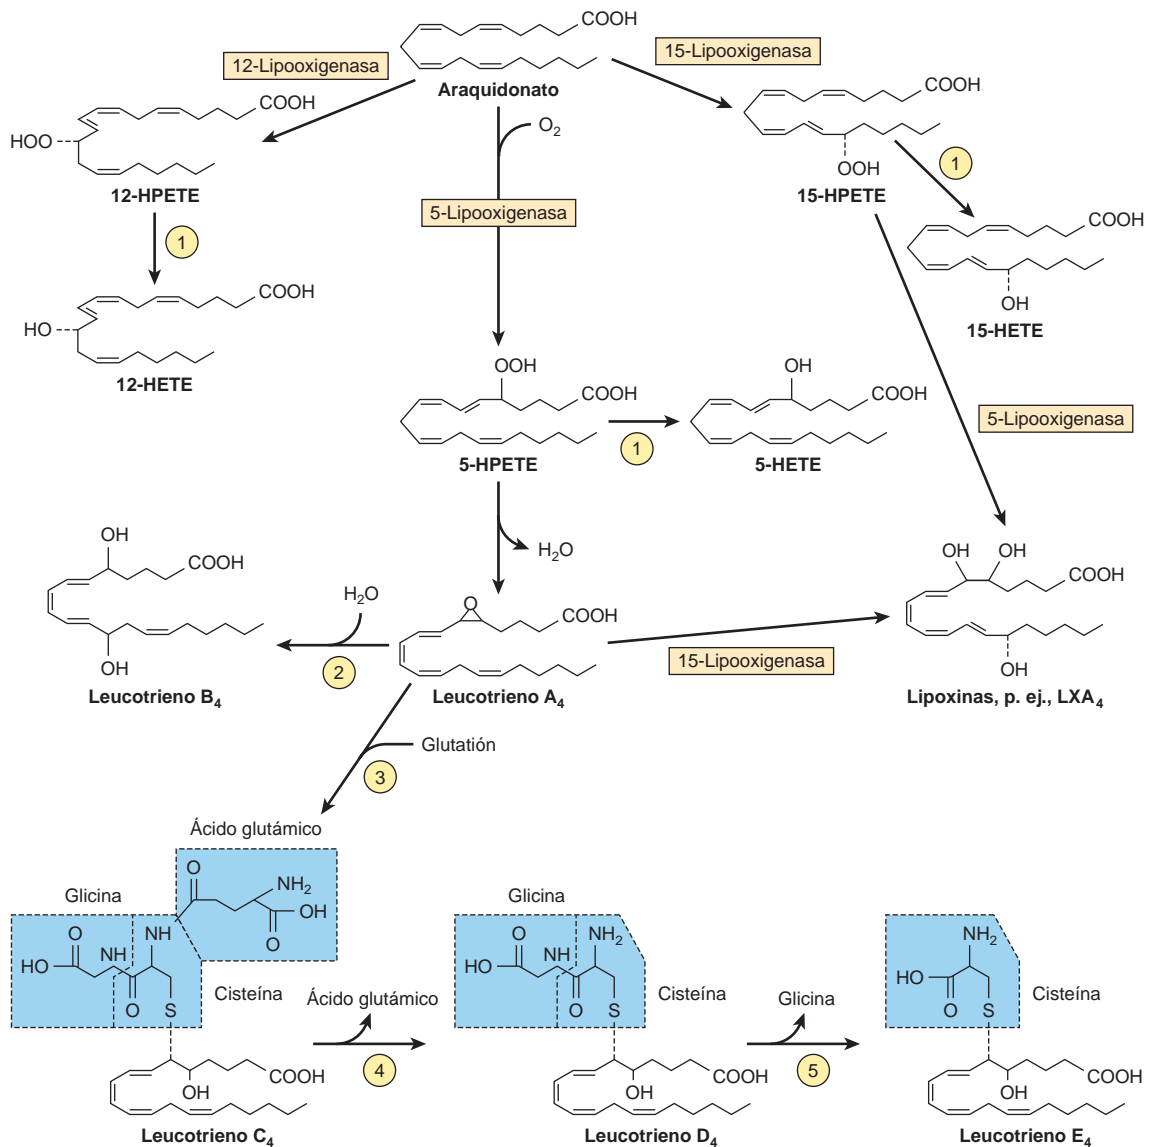 COOH
12-Lipooxigenasa
15-Lipooxigenasa
Araquidonato
COOH
HOO
12-HPETE
O2
COOH
OOH
15-HPETE
1
1
5-Lipooxigenasa
COOH
HO
12-HETE
COOH
OH
15-HETE
OOH
COOH
5-HPETE
1
OH
COOH
5-HETE
5-Lipooxigenasa
H2O
OH
COOH
OH
Leucotrieno B4
H2O
2
O
COOH
Leucotrieno A4
15-Lipooxigenasa
OH
OH
COOH
OH
Lipoxinas, p. ej., LXA4
Glutatión
3
Ácido glutámico
O
NH2
OH
O
Glicina
O
HO
NH
NH
O
S
Cisteína
COOH
OH
Leucotrieno C4
Ácido glutámico
4
Glicina
O
HO
NH
NH2
O
S
Cisteína
COOH
OH
Leucotrieno D4
Glicina
5
NH2
HO
O
S
Cisteína
COOH
OH
Leucotrieno E4